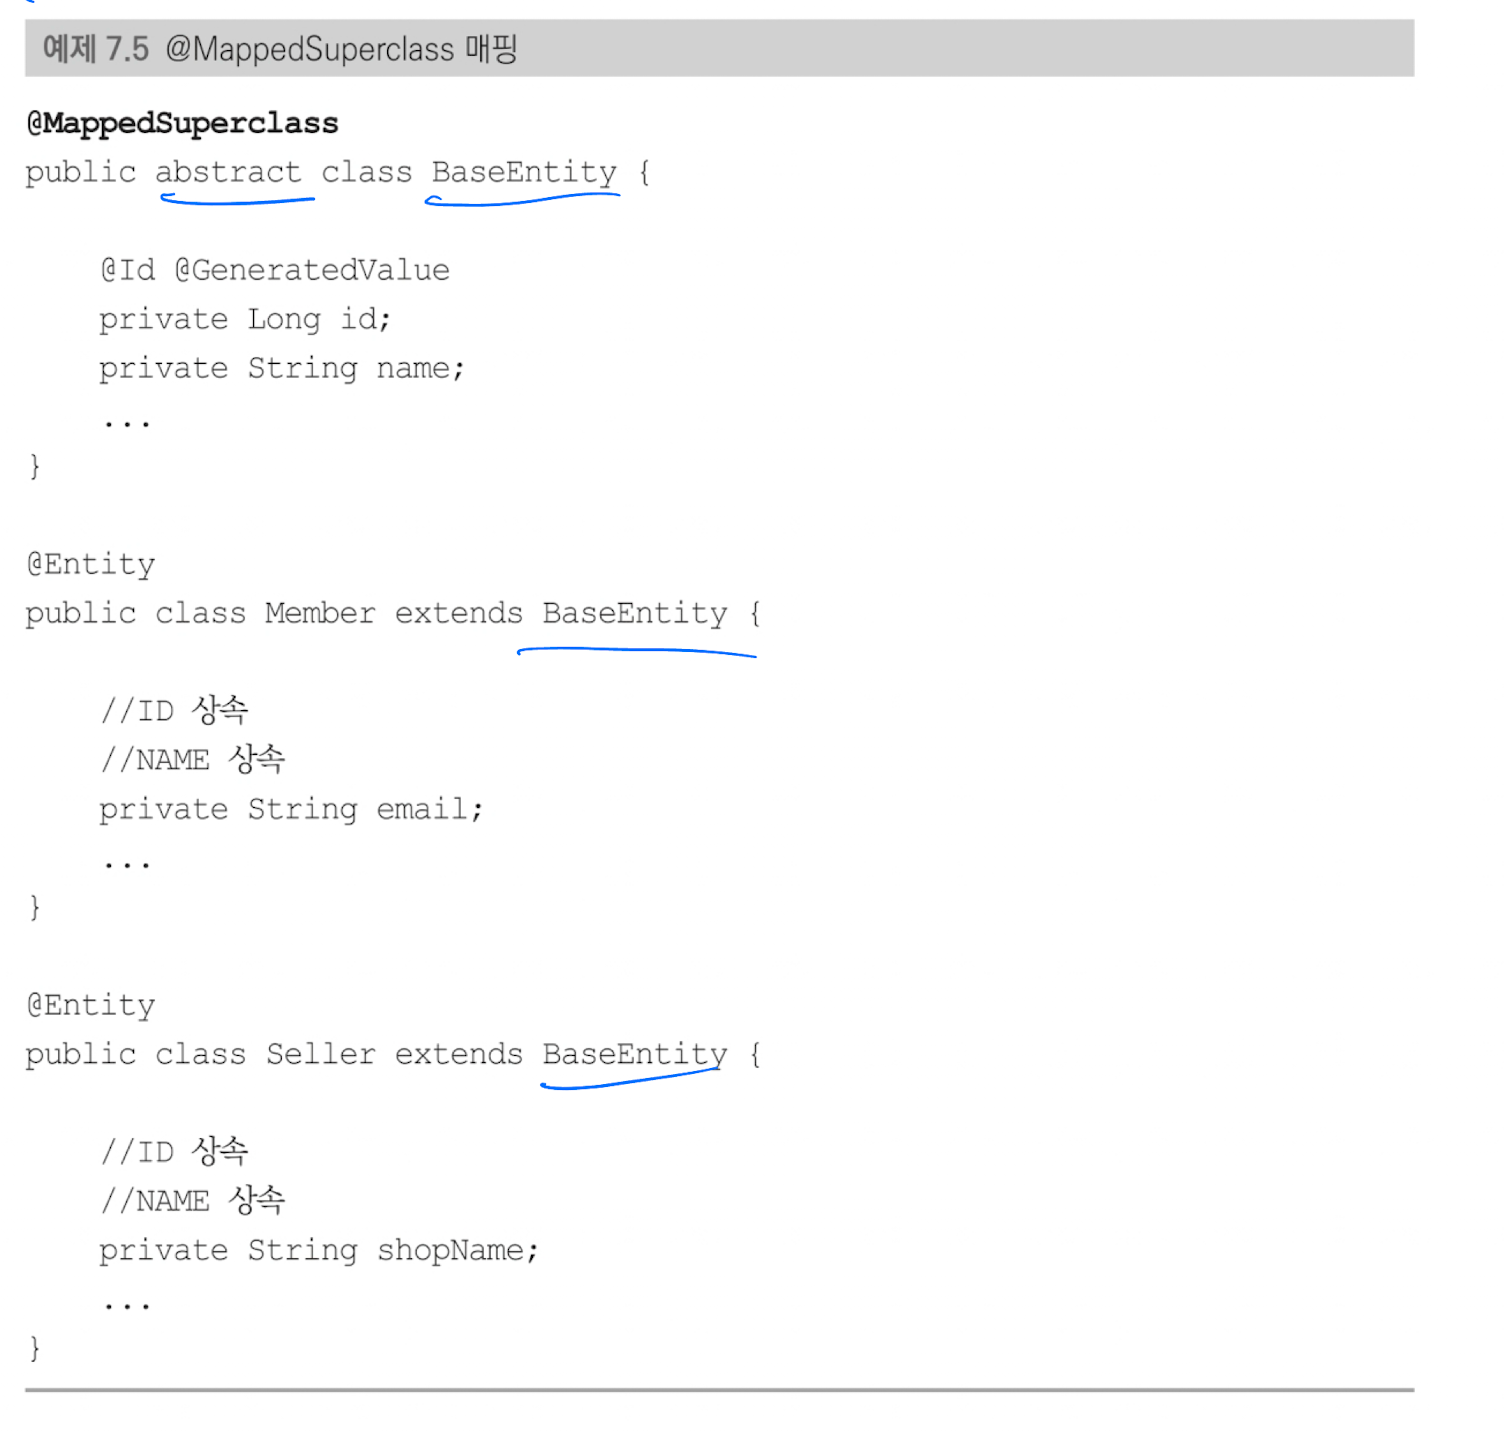 예제 7.5 @MappedSuperclass 매핑
@MappedSuperclass
public abstract class BaseEntity {
@Id @GeneratedValue
private Long id;
private String name;
...
}
@Entity
public class Member extends BaseEntity {
//ID 상속
//NAME 상속
private String email;
...
}
@Entity
public class Seller extends BaseEntity {
//ID 상속
//NAME 상속
private String shopName;
...
}